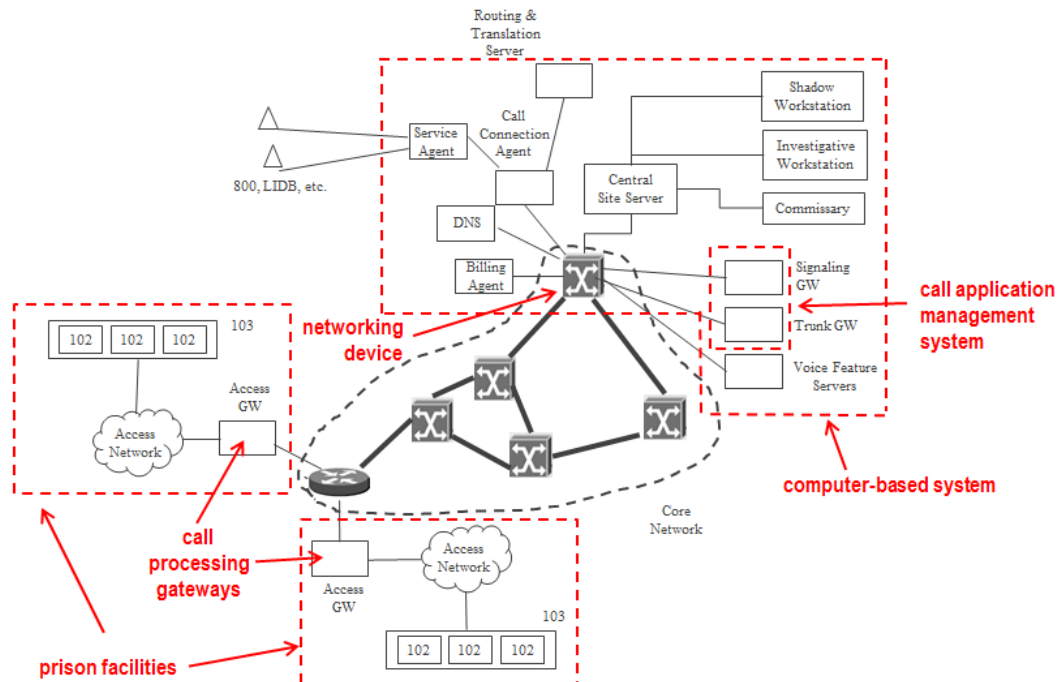 Routing &
Translation
Server
Shadow
Workstation
Call
Connection
Agent
Service
Agent
Investigative
Workstation
800, LIDB, etc.
Central
Site Server
Commissary
DNS
Billing
Agent
Signaling
GW
call application
management
system
networking
device
Trunk GW
103
102
102
102
Voice Feature
Servers
Access
GW
Access
Network
computer-based system
Core
Network
call
processing
gateways
Access
Network
Access
GW
103
102
102
102
prison facilities